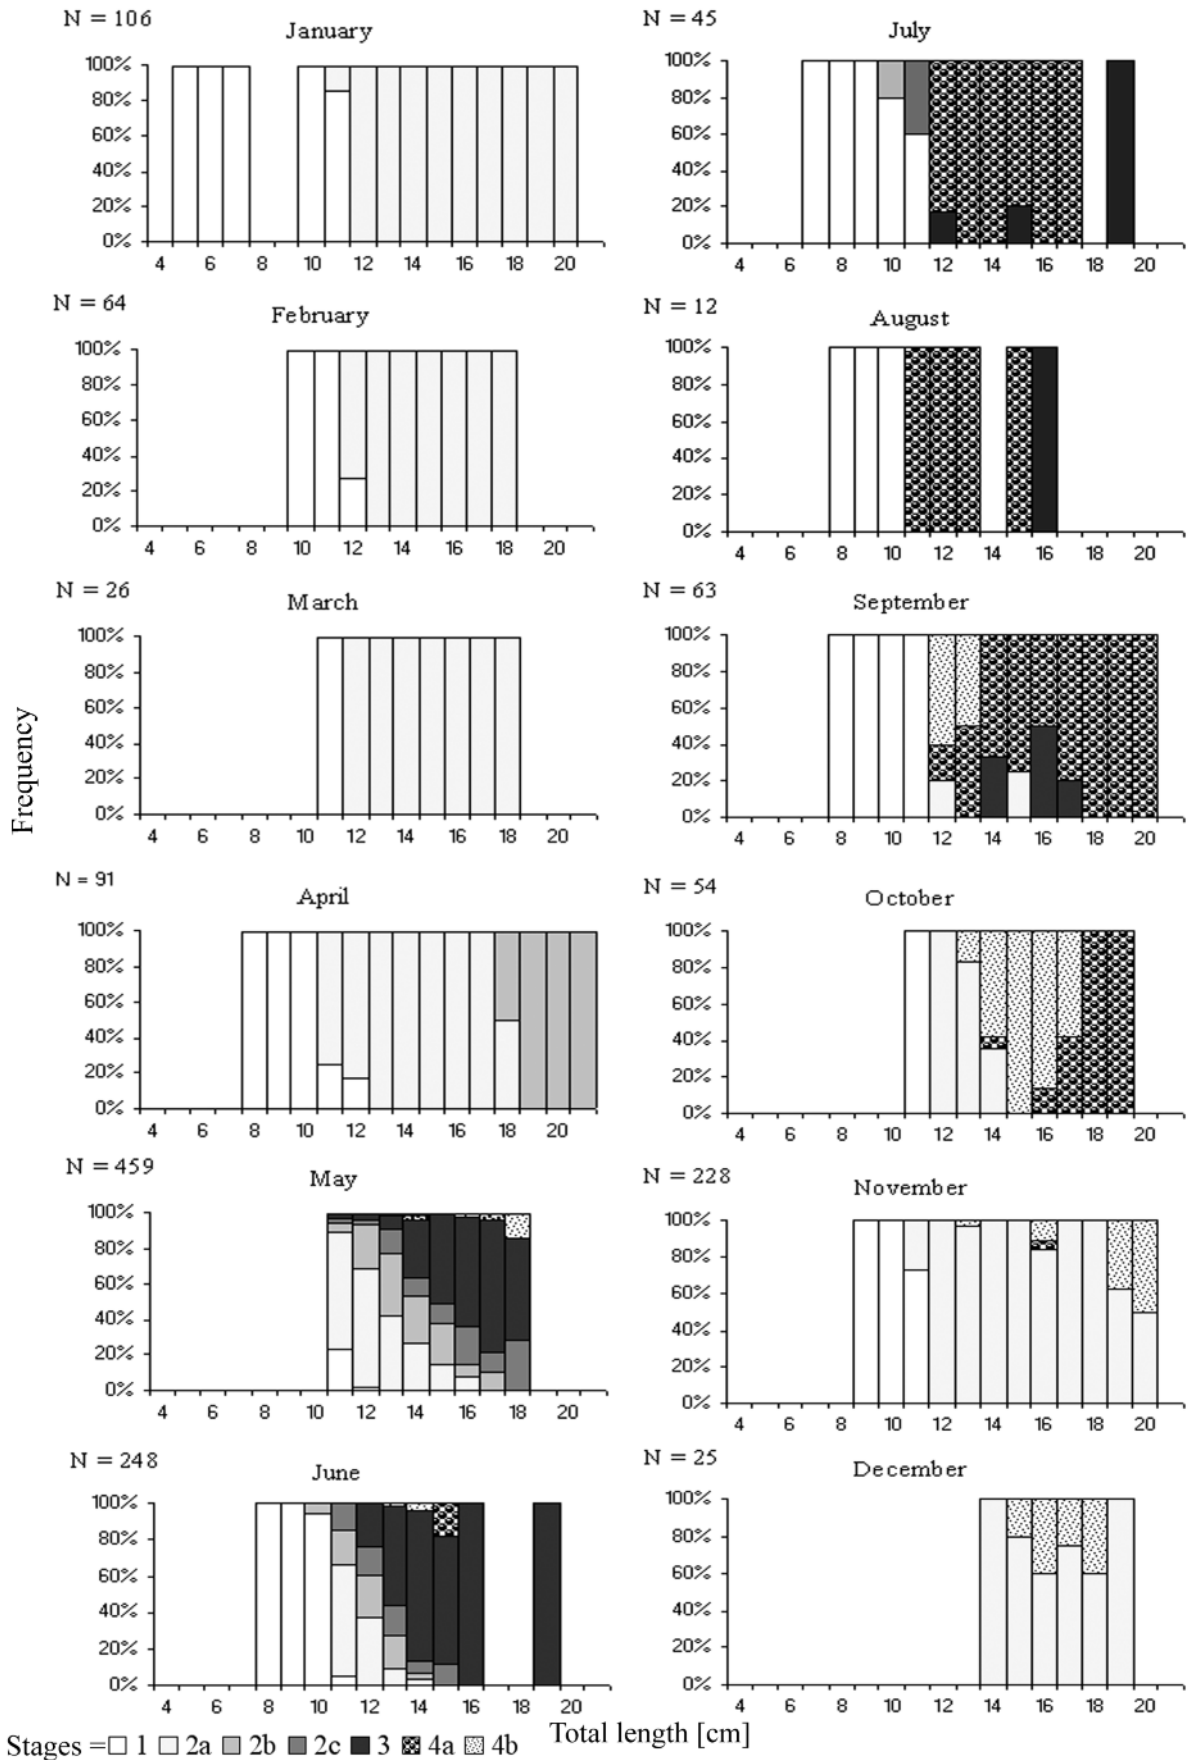 N = 106
January
100%
80%
60%
40%
20%
0%
4 6 8 10 12 14 16 18 20
N = 45
July
100%
80%
60%
40%
20%
0%
4 6 8 10 12 14 16 18 20
N = 64
February
100%
80%
60%
40%
20%
0%
4 6 8 10 12 14 16 18 20
N = 12
August
100%
80%
60%
40%
20%
0%
4 6 8 10 12 14 16 18 20
N = 26
March
100%
80%
60%
40%
20%
0%
4 6 8 10 12 14 16 18 20
N = 63
September
100%
80%
60%
40%
20%
0%
4 6 8 10 12 14 16 18 20
Frequency
N = 91
April
100%
80%
60%
40%
20%
0%
4 6 8 10 12 14 16 18 20
N = 54
October
100%
80%
60%
40%
20%
0%
4 6 8 10 12 14 16 18 20
N = 459
May
100%
80%
60%
40%
20%
0%
4 6 8 10 12 14 16 18 20
N = 228
November
100%
80%
60%
40%
20%
0%
4 6 8 10 12 14 16 18 20
N = 248
June
100%
80%
60%
40%
20%
0%
4 6 8 10 12 14 16 18 20
N = 25
December
100%
80%
60%
40%
20%
0%
4 6 8 10 12 14 16 18 20
Total length [cm]
Stages = 1 2a 2b 2c 3 4a 4b